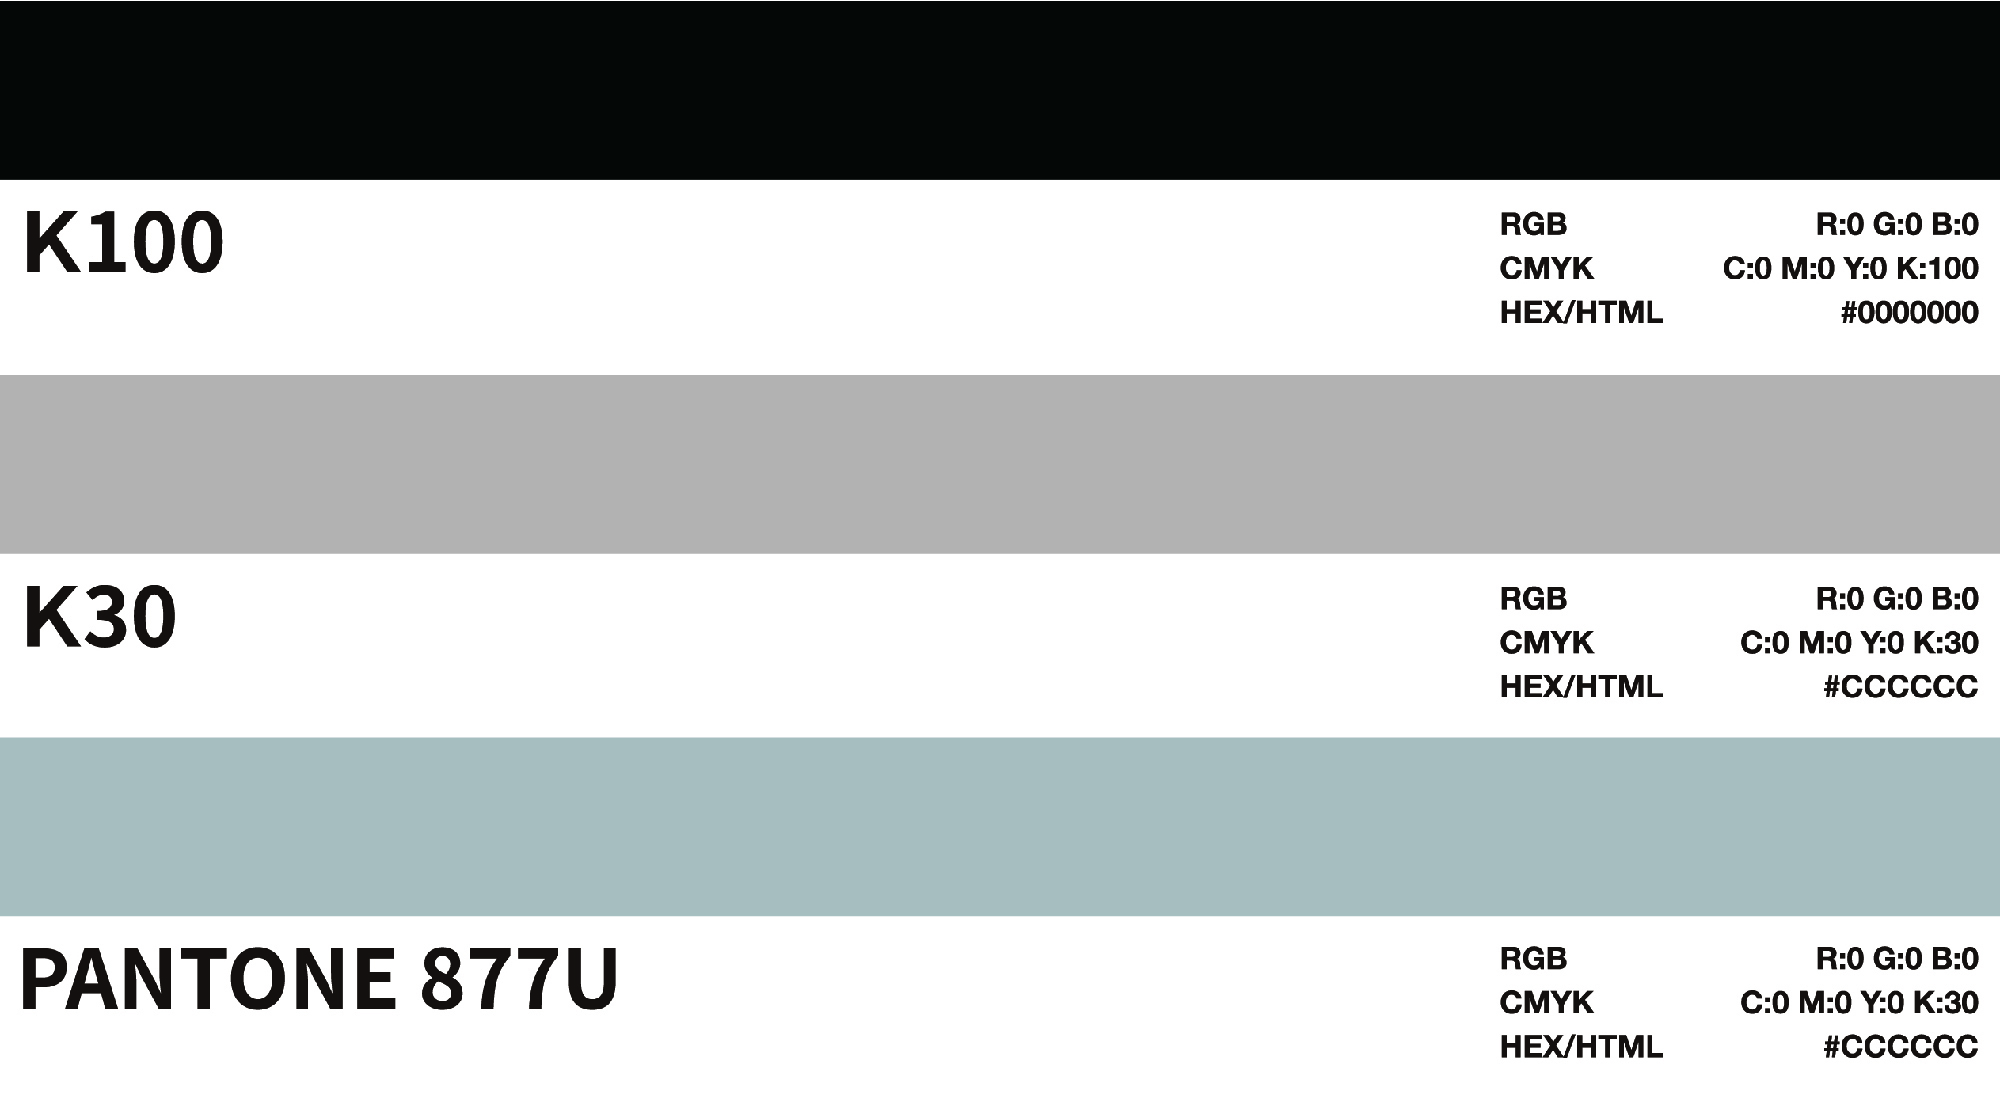 K100
RGB R:0 G:0 B:0
CMYK C:0 M:0 Y:0 K:100
HEX/HTML #0000000
K30
RGB R:0 G:0 B:0
CMYK C:0 M:0 Y:0 K:30
HEX/HTML #CCCCCC
PANTONE 877U
RGB R:0 G:0 B:0
CMYK C:0 M:0 Y:0 K:30
HEX/HTML #CCCCCC